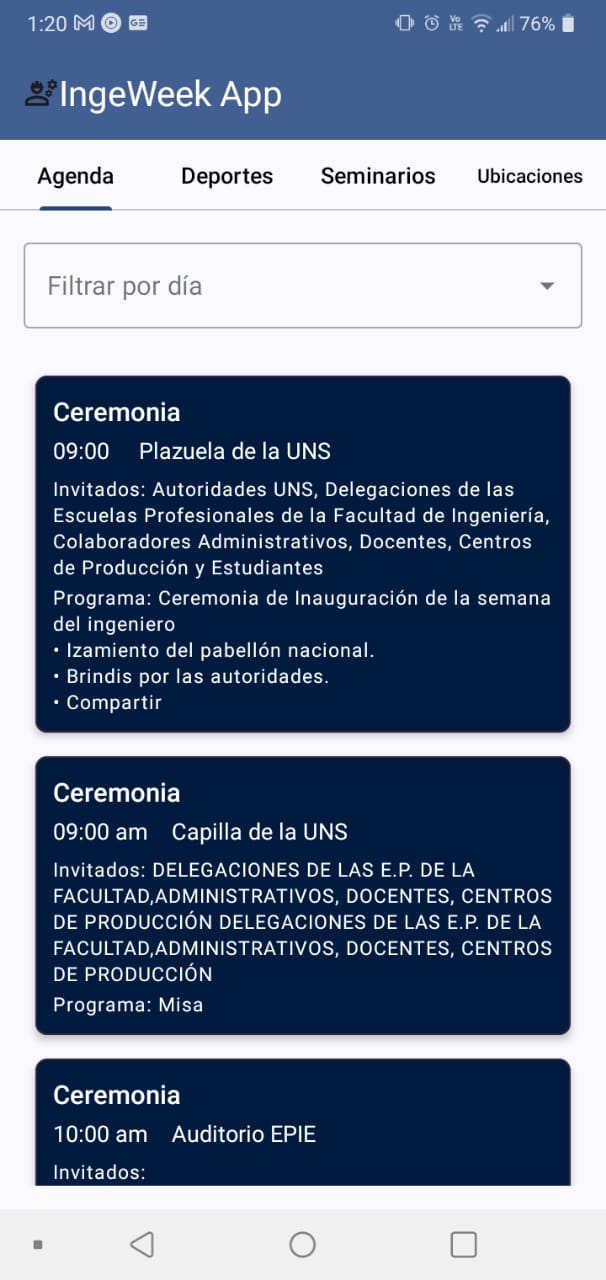 1:20
Vo LTE
76%
IngeWeek App
Agenda Deportes Seminarios Ubicaciones
Filtrar por día
Ceremonia
09:00 Plazuela de la UNS
Invitados: Autoridades UNS, Delegaciones de las
Escuelas Profesionales de la Facultad de Ingeniería,
Colaboradores Administrativos, Docentes, Centros
de Producción y Estudiantes
Programa: Ceremonia de Inauguración de la semana
del ingeniero
• Izamiento del pabellón nacional.
• Brindis por las autoridades.
• Compartir
Ceremonia
09:00 am Capilla de la UNS
Invitados: DELEGACIONES DE LAS E.P. DE LA
FACULTAD,ADMINISTRATIVOS, DOCENTES, CENTROS
DE PRODUCCIÓN DELEGACIONES DE LAS E.P. DE LA
FACULTAD,ADMINISTRATIVOS, DOCENTES, CENTROS
DE PRODUCCIÓN
Programa: Misa
Ceremonia
10:00 am Auditorio EPIE
Invitados: